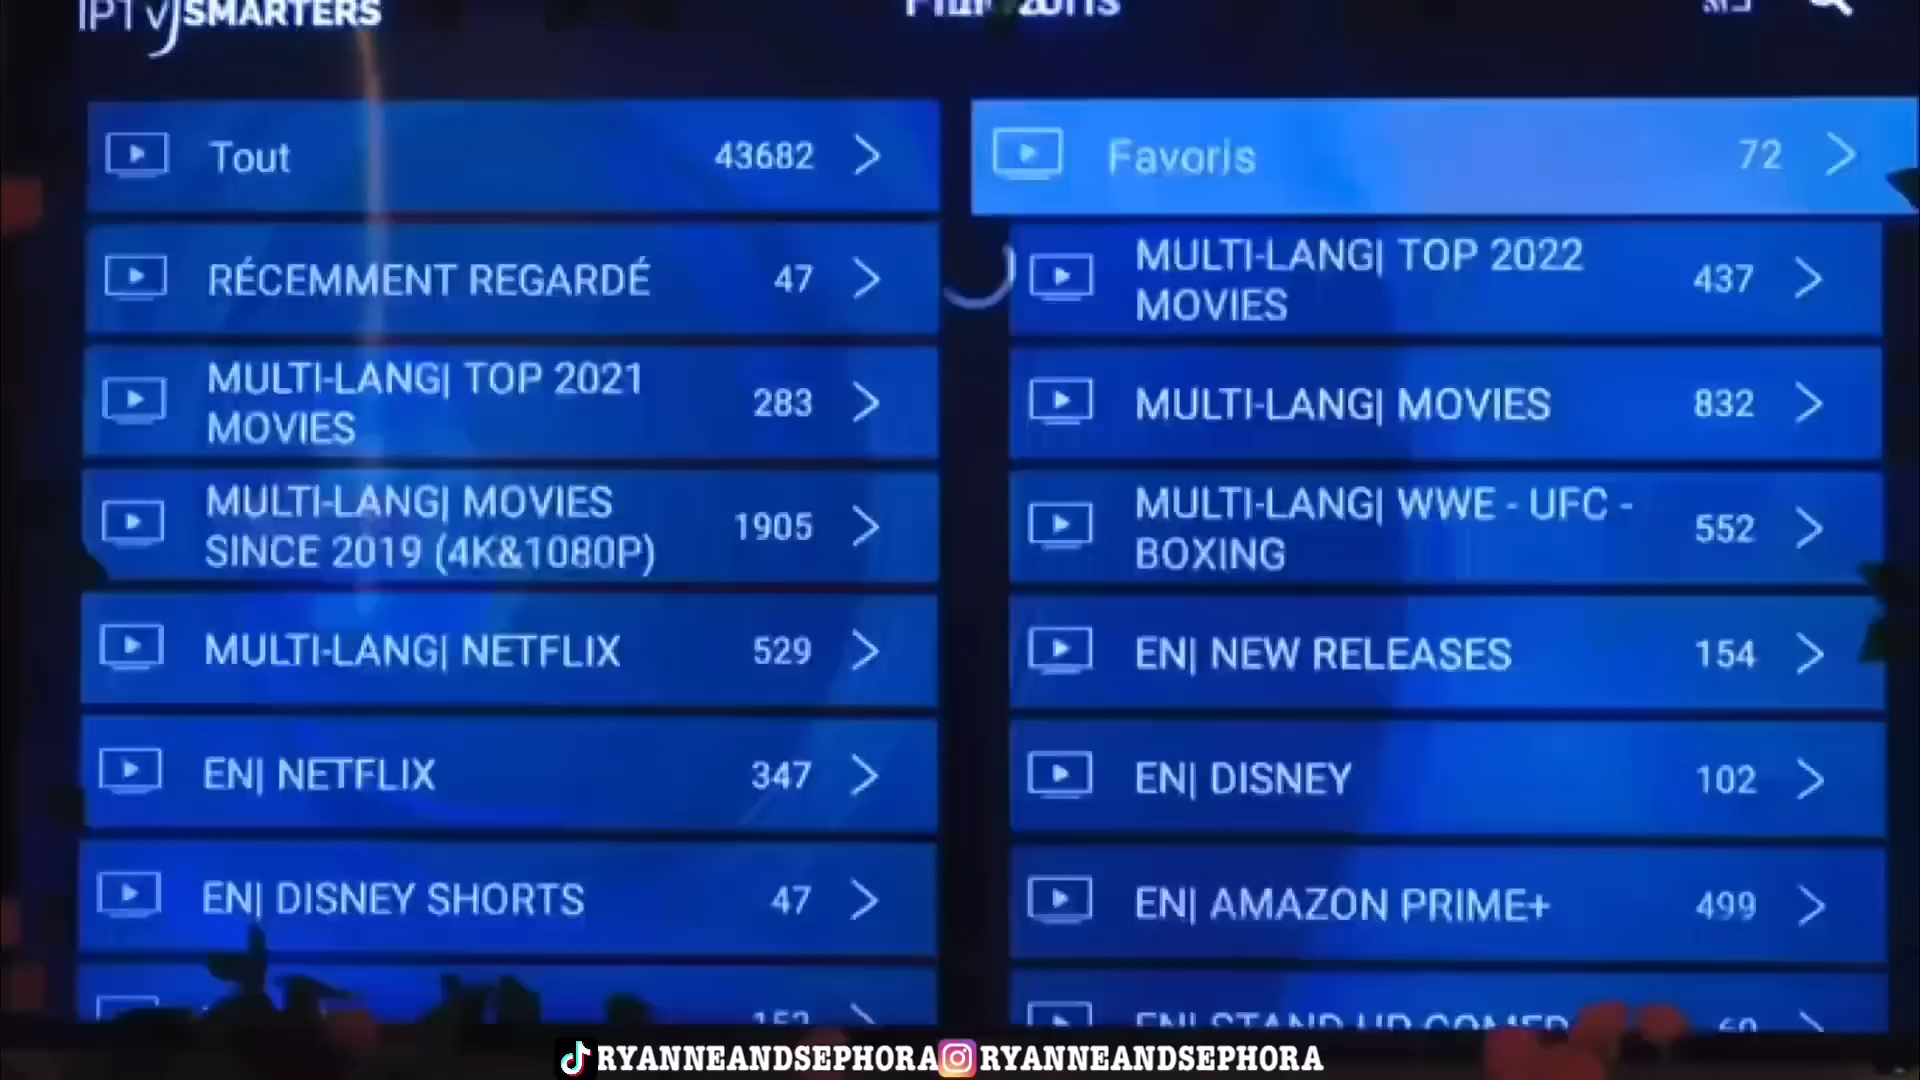 IPTV SMARTERS
Tout 43682
Favoris 72
RÉCEMMENT REGARDÉ 47
MULTI-LANG| TOP 2022
MOVIES
437
MULTI-LANG| TOP 2021
MOVIES
283
MULTI-LANG| MOVIES 832
MULTI-LANG| MOVIES
SINCE 2019 (4K&1080P)
1905
MULTI-LANG| WWE - UFC -
BOXING
552
MULTI-LANG| NETFLIX 529
EN| NEW RELEASES 154
EN| NETFLIX 347
EN| DISNEY 102
EN| DISNEY SHORTS 47
EN| AMAZON PRIME+ 499
RYANNEANDSEPHORA RYANNEANDSEPHORA